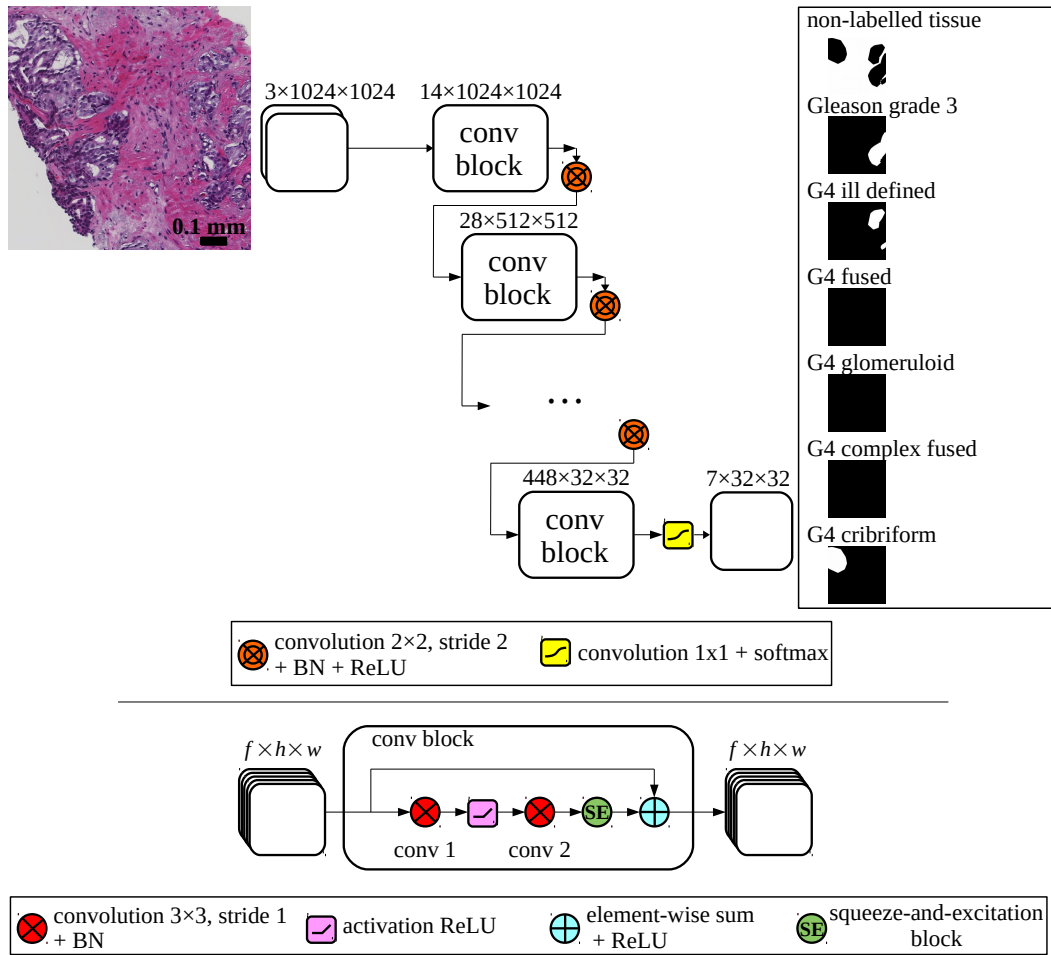 non-labelled tissue
3×1024×1024
14×1024×1024
conv
block
Gleason grade 3
G4 ill defined
0.1 mm
28×512×512
conv
block
G4 fused
G4 glomeruloid
...
G4 complex fused
448×32×32
7×32×32
conv
block
G4 cribriform
convolution 2×2, stride 2
+ BN + ReLU
convolution 1x1 + softmax
f×h×w
conv block
f×h×w
SE
conv 1
conv 2
convolution 3×3, stride 1
+ BN
activation ReLU
element-wise sum
+ ReLU
SE
squeeze-and-excitation
block